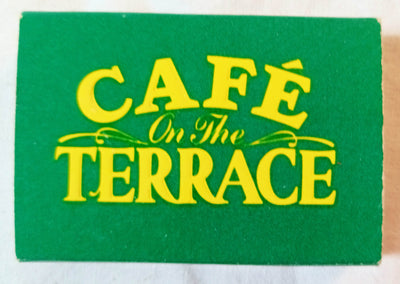 CAFÉ
On The
TERRACE